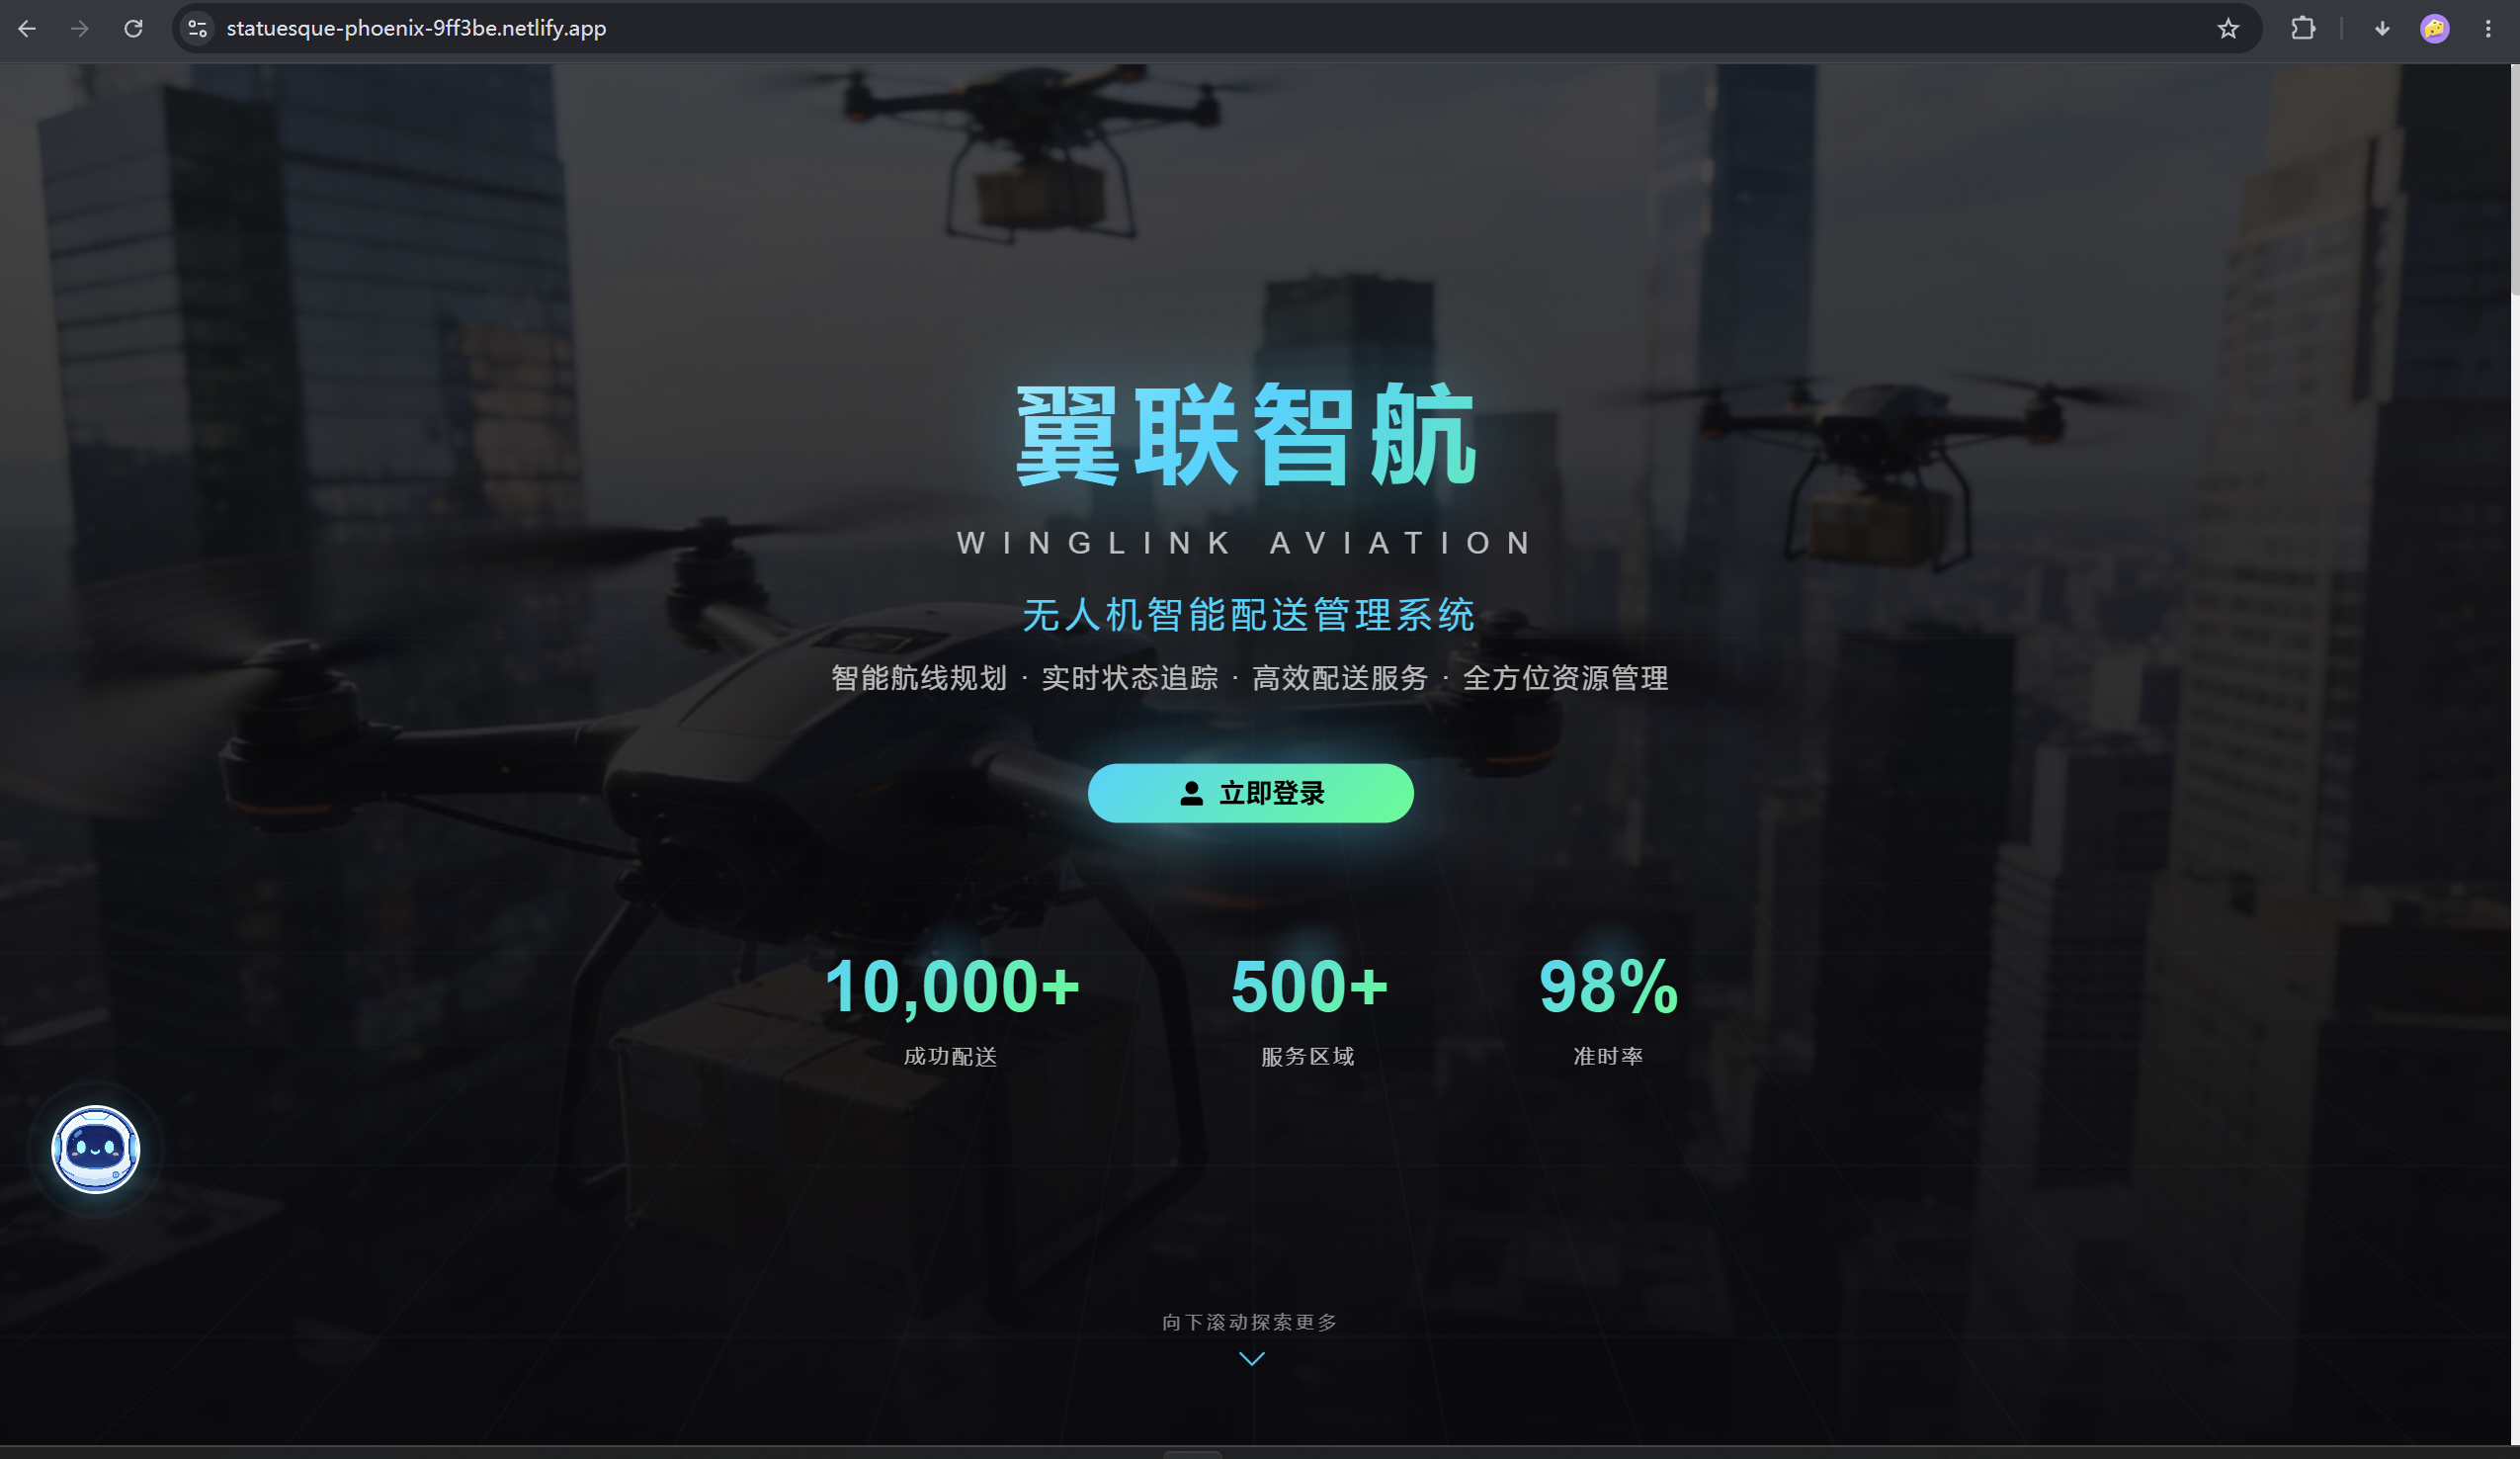 statuesque-phoenix-9ff3be.netlify.app
翼联智航
WINGLINK AVIATION
无人机智能配送管理系统
智能航线规划 · 实时状态追踪 · 高效配送服务 · 全方位资源管理
立即登录
10,000+ 500+ 98%
成功配送 服务区域 准时率
向下滚动探索更多